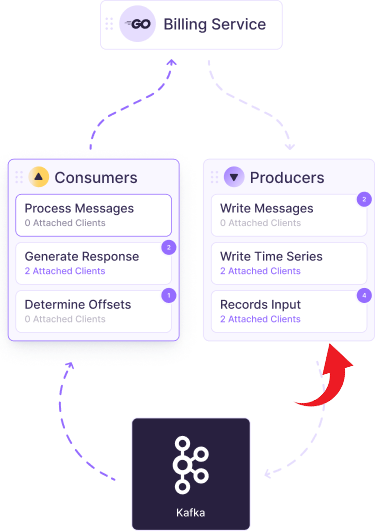 GO
Billing Service
Consumers
Process Messages
0 Attached Clients
2
Generate Response
2 Attached Clients
1
Determine Offsets
0 Attached Clients
Producers
2
Write Messages
0 Attached Clients
Write Time Series
2 Attached Clients
4
Records Input
2 Attached Clients
Kafka